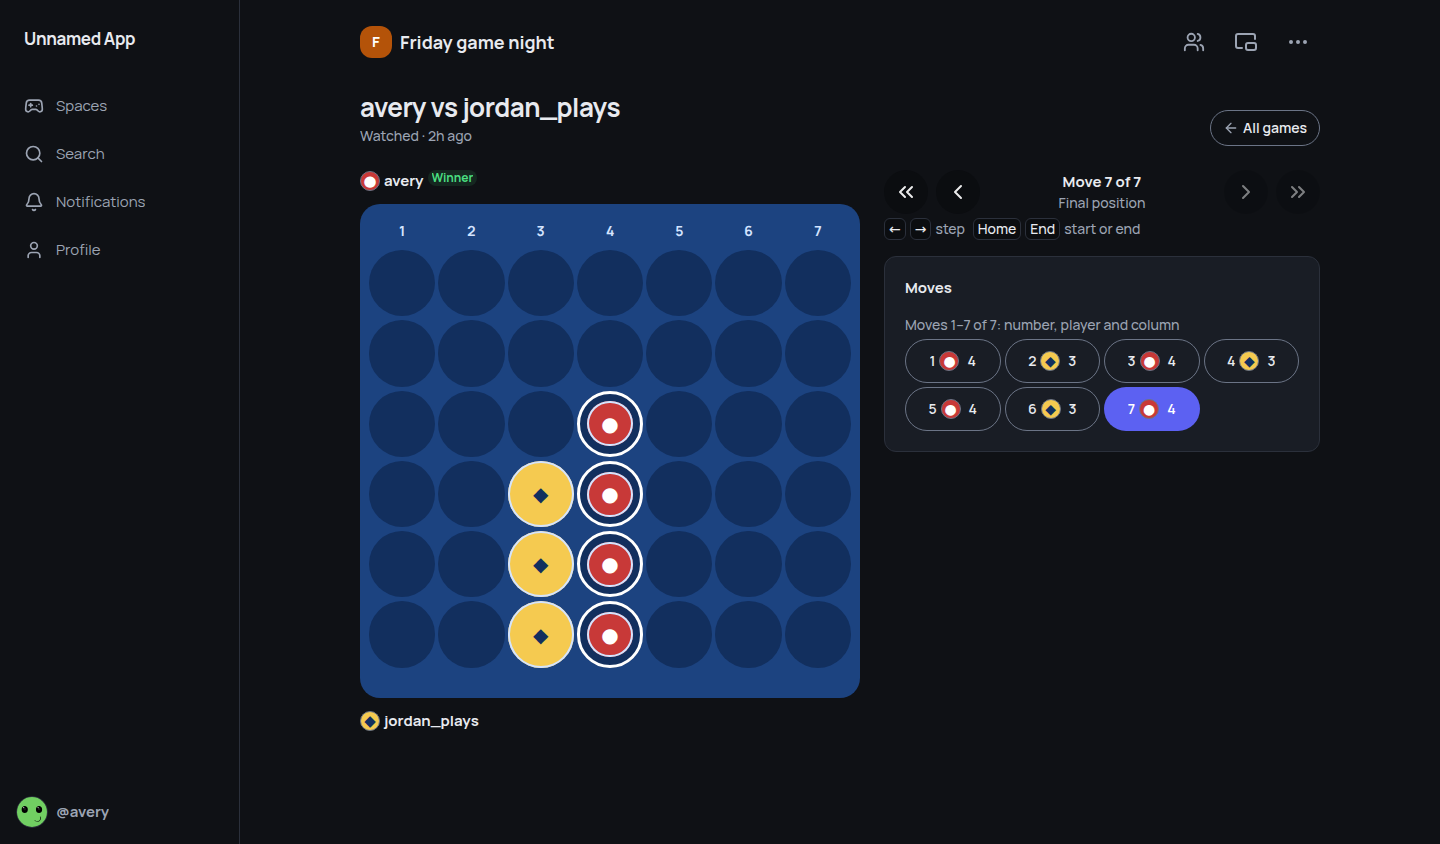 Unnamed App
Spaces
Search
Notifications
Profile
@avery
F Friday game night
avery vs jordan_plays
Watched · 2h ago
← All games
avery Winner
1 2 3 4 5 6 7
jordan_plays
Move 7 of 7
Final position
← → step Home End start or end
Moves
Moves 1–7 of 7: number, player and column
1 4 2 3 3 4 4 3
5 4 6 3 7 4